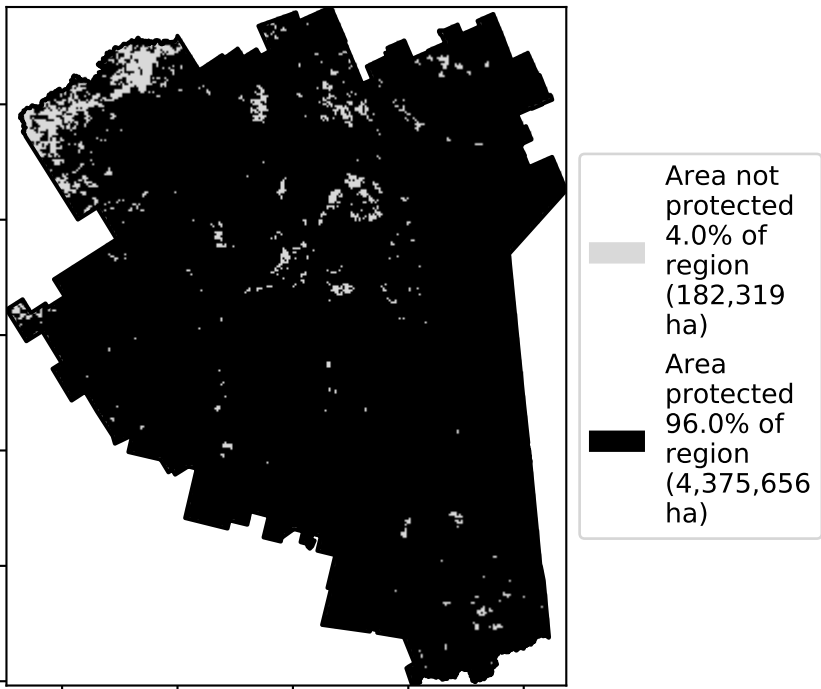 Area not
protected
4.0% of
region
(182,319
ha)
Area
protected
96.0% of
region
(4,375,656
ha)